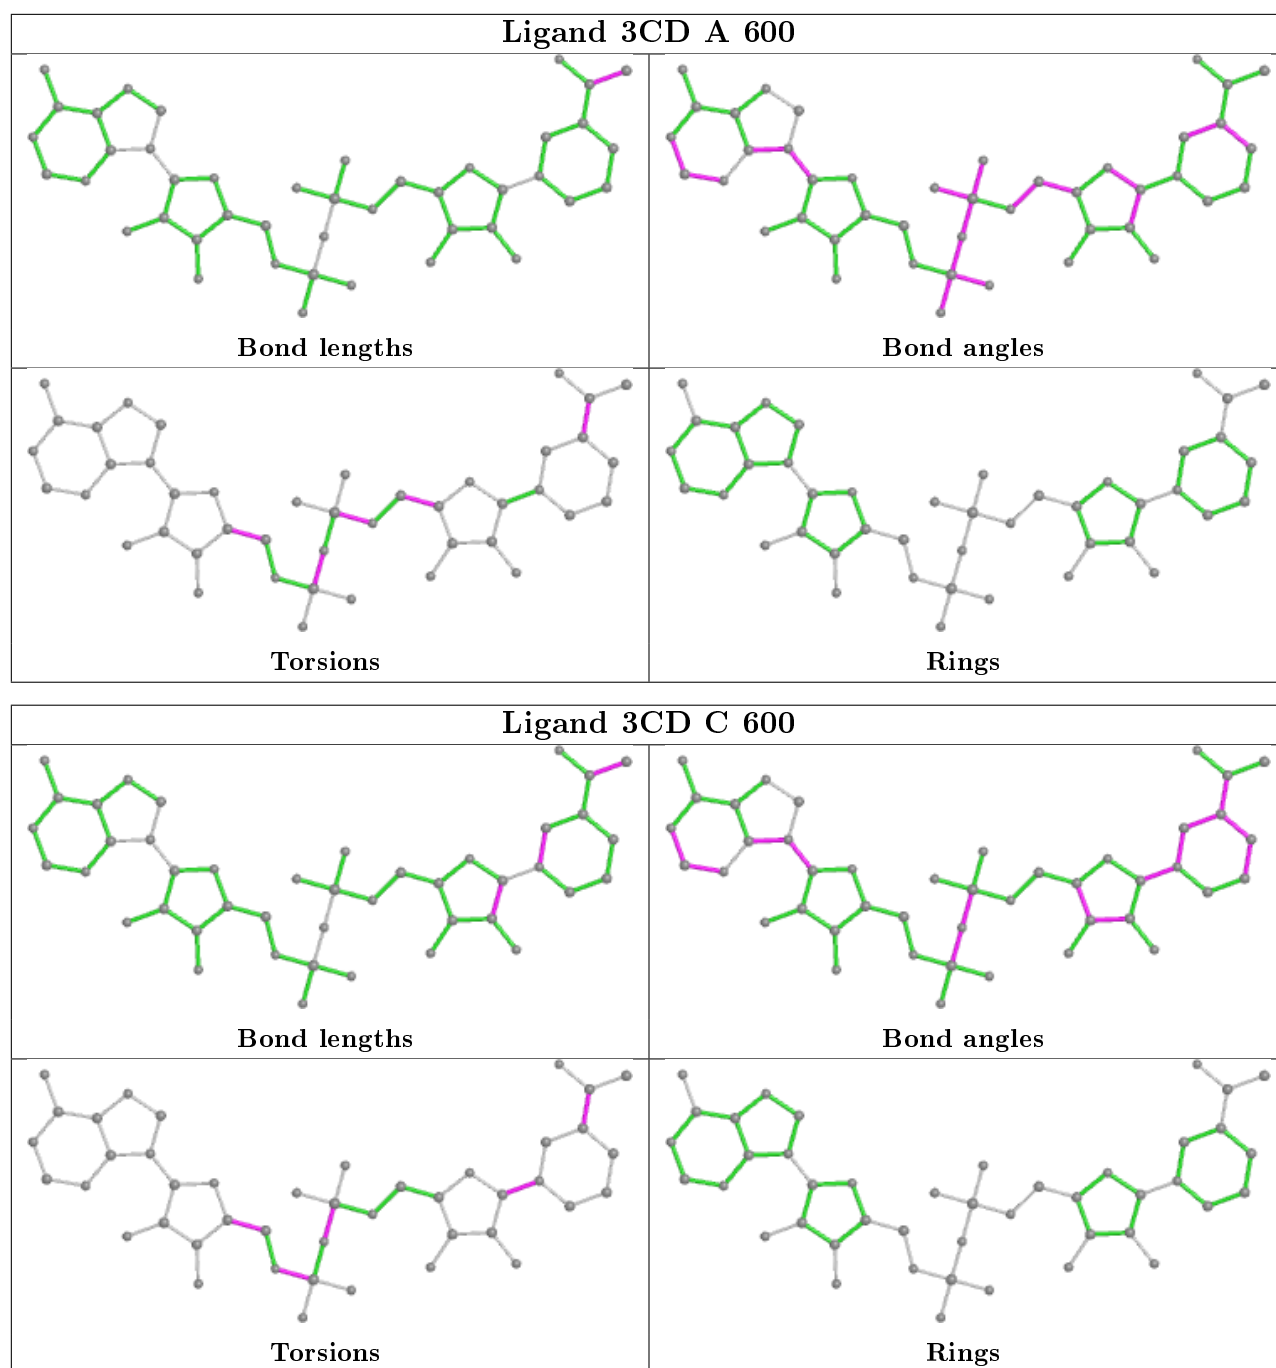 Ligand 3CD A 600
Bond lengths
Bond angles
Torsions
Rings
Ligand 3CD C 600
Bond lengths
Bond angles
Torsions
Rings